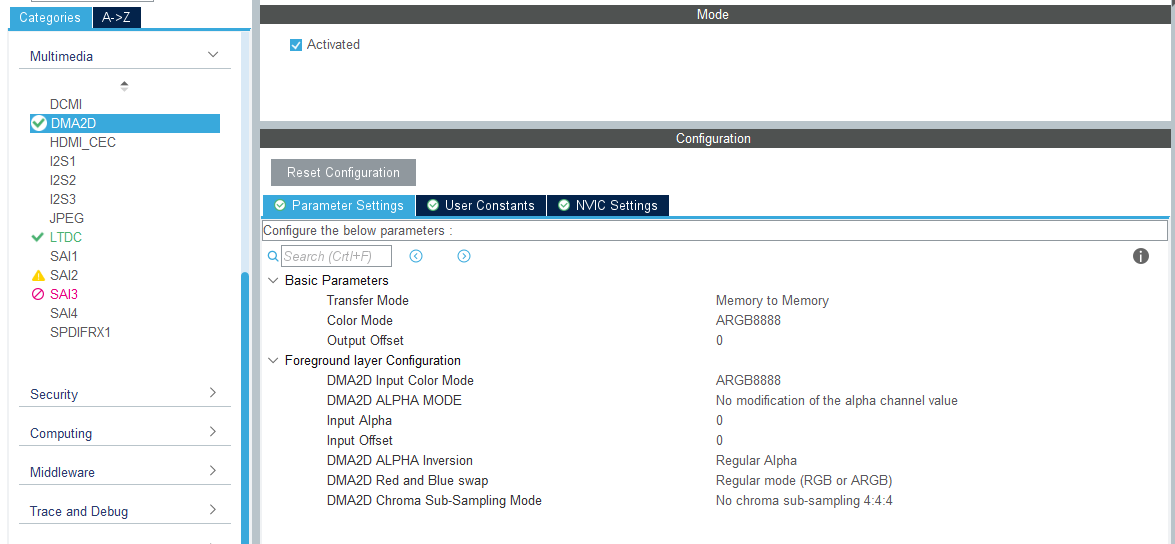 Categories A->Z
Multimedia
DCMI
DMA2D
HDMI_CEC
I2S1
I2S2
I2S3
JPEG
LTDC
SAI1
SAI2
SAI3
SAI4
SPDIFRX1
Security
Computing
Middleware
Trace and Debug
Mode
Activated
Configuration
Reset Configuration
Parameter Settings User Constants NVIC Settings
Configure the below parameters :
Search (Crtl+F)
Basic Parameters
Transfer Mode Memory to Memory
Color Mode ARGB8888
Output Offset 0
Foreground layer Configuration
DMA2D Input Color Mode ARGB8888
DMA2D ALPHA MODE No modification of the alpha channel value
Input Alpha 0
Input Offset 0
DMA2D ALPHA Inversion Regular Alpha
DMA2D Red and Blue swap Regular mode (RGB or ARGB)
DMA2D Chroma Sub-Sampling Mode No chroma sub-sampling 4:4:4